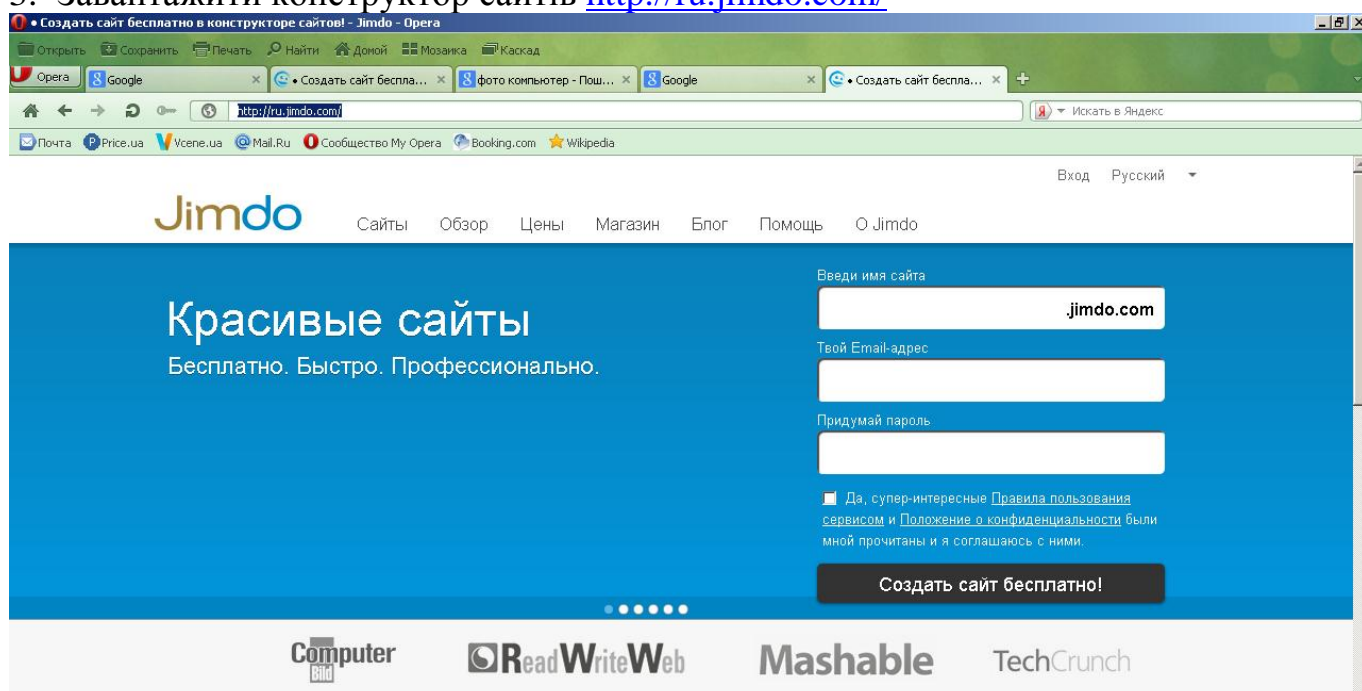 3. Завантажити конструктор сайтів http://ru.jimdo.com/
• Создать сайт бесплатно в конструкторе сайтов! - Jimdo - Opera
Открыть Сохранить Печать Найти Домой Мозаика Каскад
Opera Google • Создать сайт беспла... фото компьютер - Пош... Google • Создать сайт беспла...
http://ru.jimdo.com/ Искать в Яндекс
Почта Price.ua Vcene.ua Mail.Ru Сообщество My Opera Booking.com Wikipedia
Вход Русский
Jimdo Сайты Обзор Цены Магазин Блог Помощь О Jimdo
Введи имя сайта
.jimdo.com
Красивые сайты
Бесплатно. Быстро. Профессионально.
Твой Email-адрес
Придумай пароль
Да, супер-интересные Правила пользования
сервисом и Положение о конфиденциальности были
мной прочитаны и я соглашаюсь с ними.
Создать сайт бесплатно!
Computer Bild ReadWriteWeb Mashable TechCrunch